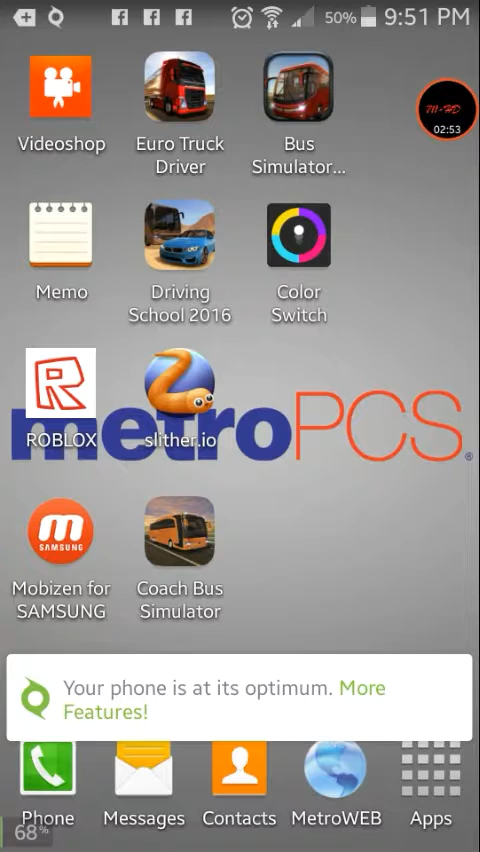 50% 9:51 PM
Videoshop
Euro Truck
Driver
Bus
Simulator...
M-HD
02:53
Memo
Driving
School 2016
Color
Switch
metroPCS®
ROBLOX
slither.io
m
SAMSUNG
Mobizen for
SAMSUNG
Coach Bus
Simulator
Your phone is at its optimum. More
Features!
Phone
Messages
Contacts
MetroWEB
Apps
68%